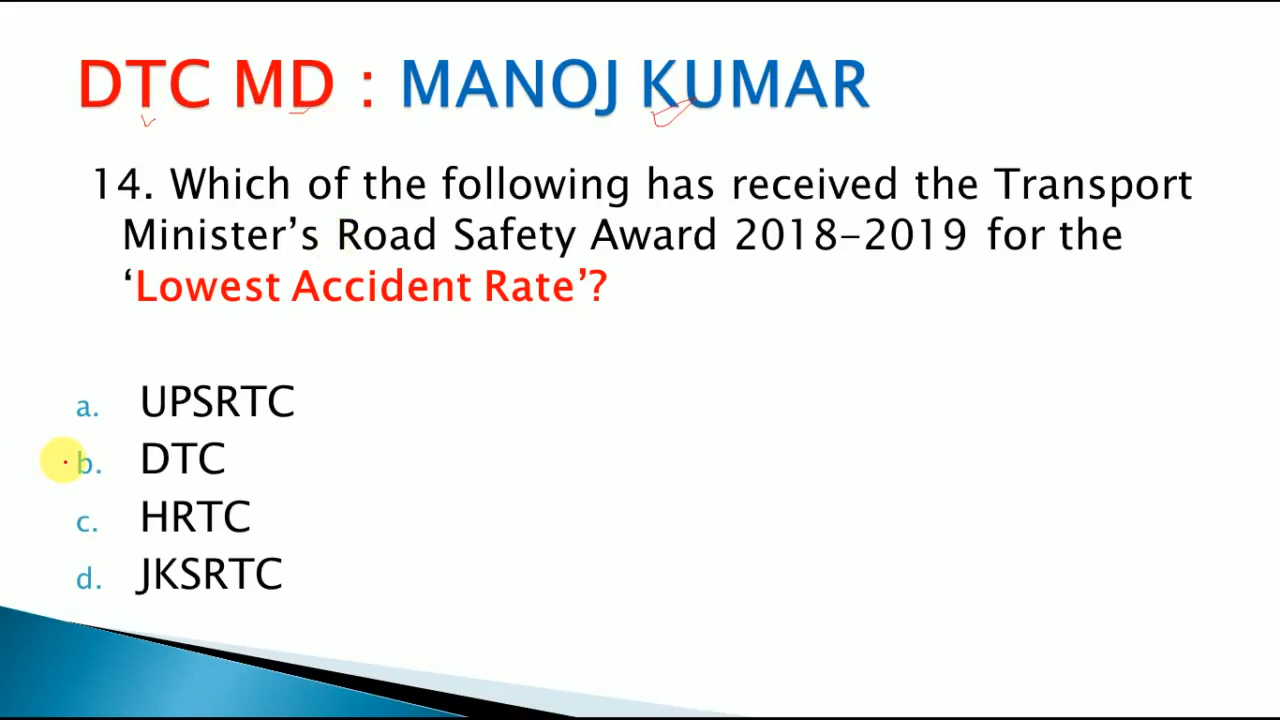 DTC MD : MANOJ KUMAR
14. Which of the following has received the Transport
Minister’s Road Safety Award 2018-2019 for the
‘Lowest Accident Rate’?
a. UPSRTC
b. DTC
c. HRTC
d. JKSRTC